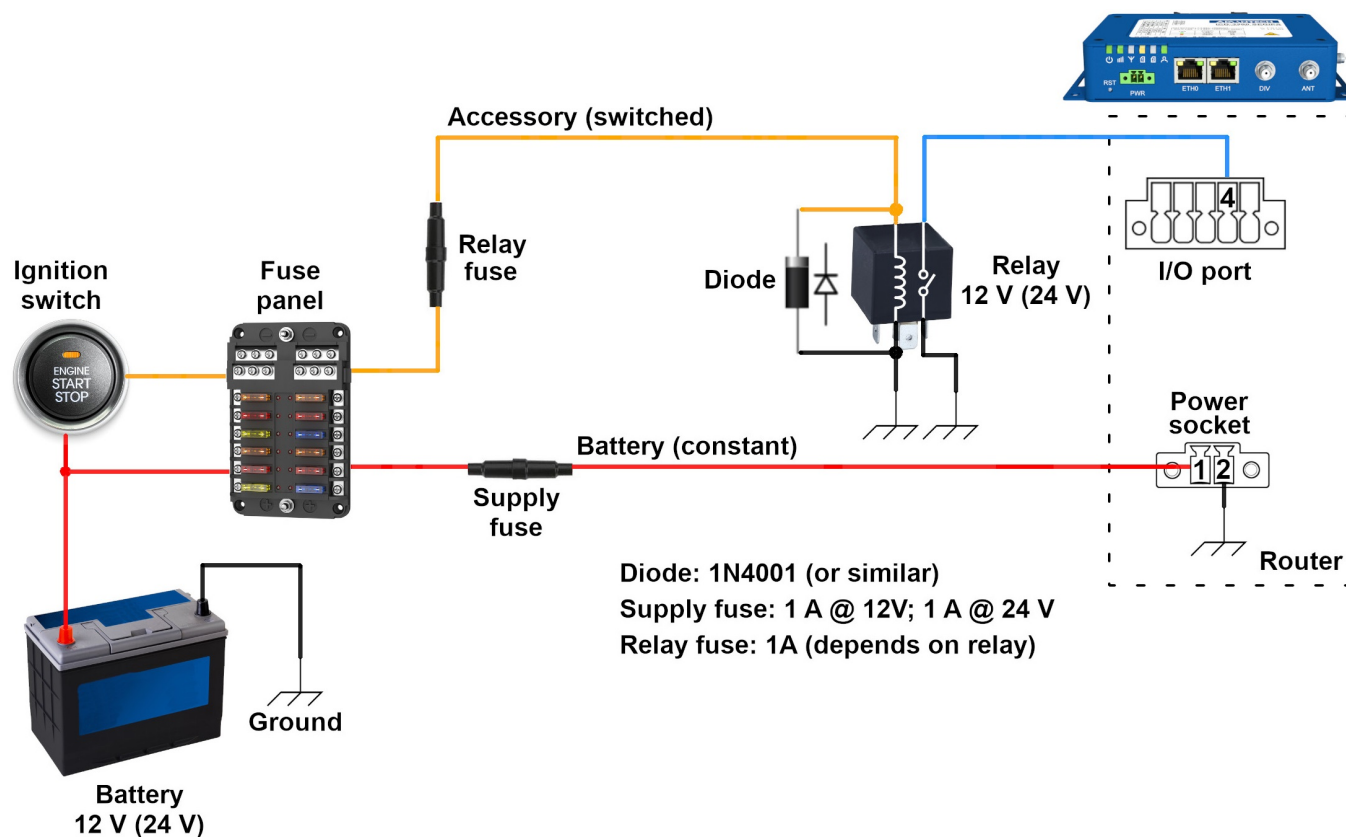 Accessory (switched)
RST
PWR
ETH0
ETH1
DIV
ANT
4
I/O port
Relay
fuse
Diode
Relay
12 V (24 V)
Ignition
switch
Fuse
panel
ENGINE
START
STOP
Battery (constant)
Supply
fuse
Power
socket
1
2
Router
Diode: 1N4001 (or similar)
Supply fuse: 1 A @ 12V; 1 A @ 24 V
Relay fuse: 1A (depends on relay)
Ground
Battery
12 V (24 V)